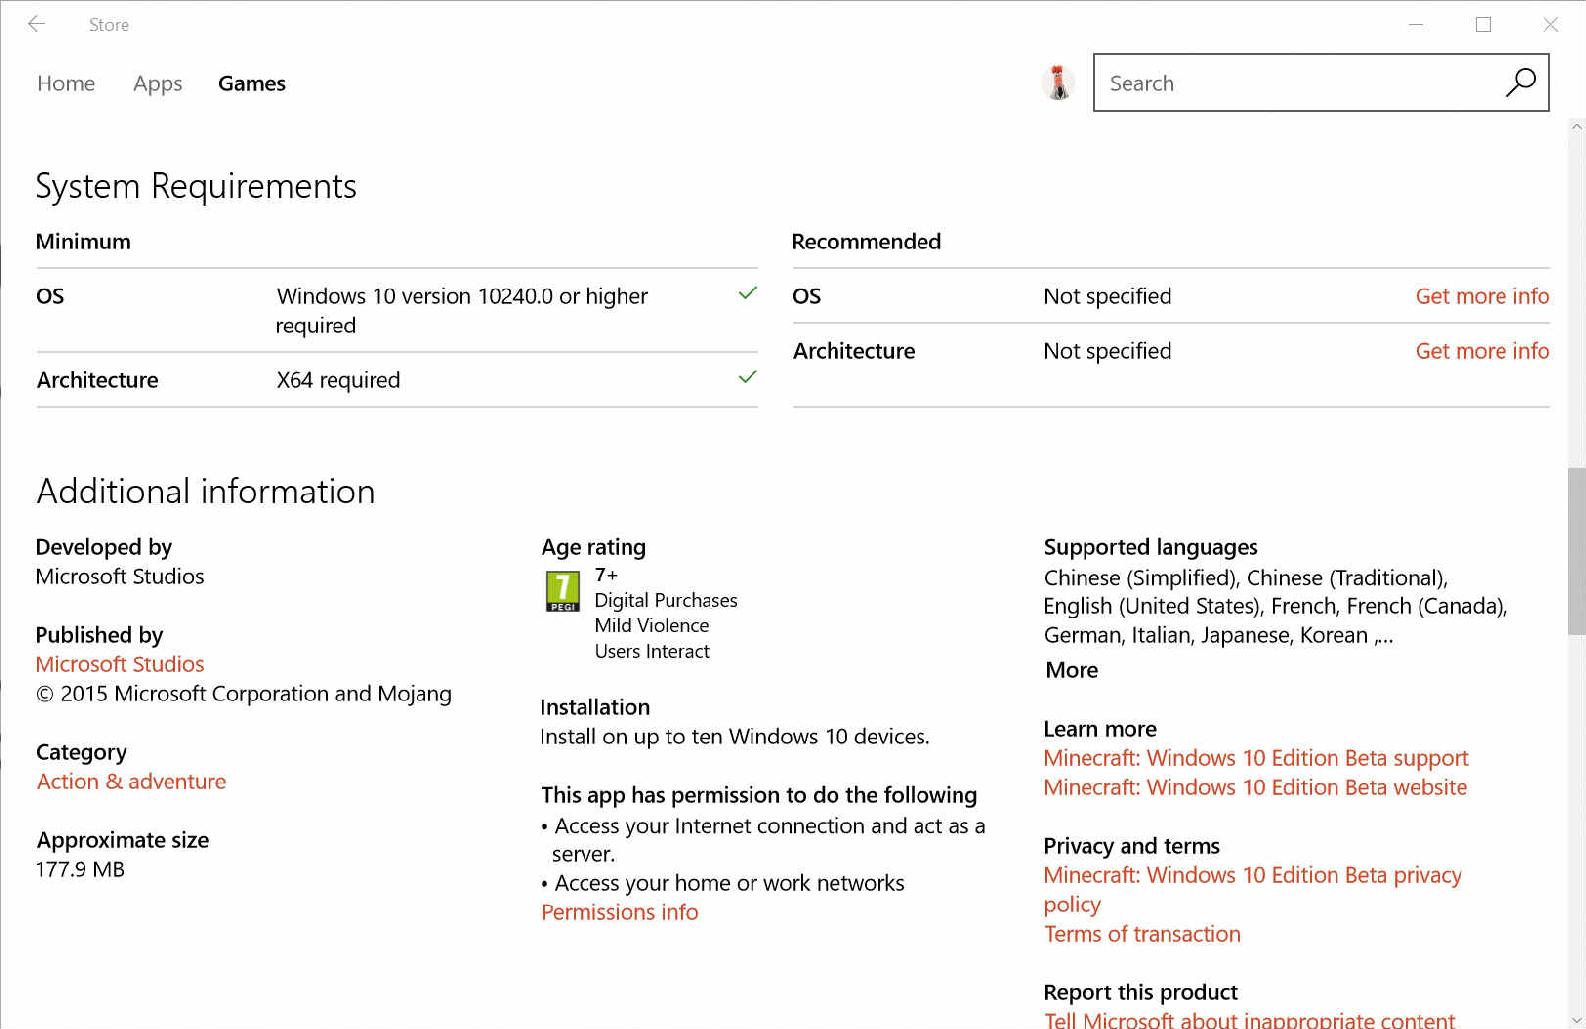 Store
Home Apps Games
Search
System Requirements
Minimum
OS Windows 10 version 10240.0 or higher
required
Architecture X64 required
Recommended
OS Not specified Get more info
Architecture Not specified Get more info
Additional information
Developed by
Microsoft Studios
Published by
Microsoft Studios
© 2015 Microsoft Corporation and Mojang
Category
Action & adventure
Approximate size
177.9 MB
Age rating
7
PEGI
7+
Digital Purchases
Mild Violence
Users Interact
Installation
Install on up to ten Windows 10 devices.
This app has permission to do the following
• Access your Internet connection and act as a
server.
• Access your home or work networks
Permissions info
Supported languages
Chinese (Simplified), Chinese (Traditional),
English (United States), French, French (Canada),
German, Italian, Japanese, Korean ,...
More
Learn more
Minecraft: Windows 10 Edition Beta support
Minecraft: Windows 10 Edition Beta website
Privacy and terms
Minecraft: Windows 10 Edition Beta privacy
policy
Terms of transaction
Report this product
Tell Microsoft about inappropriate content